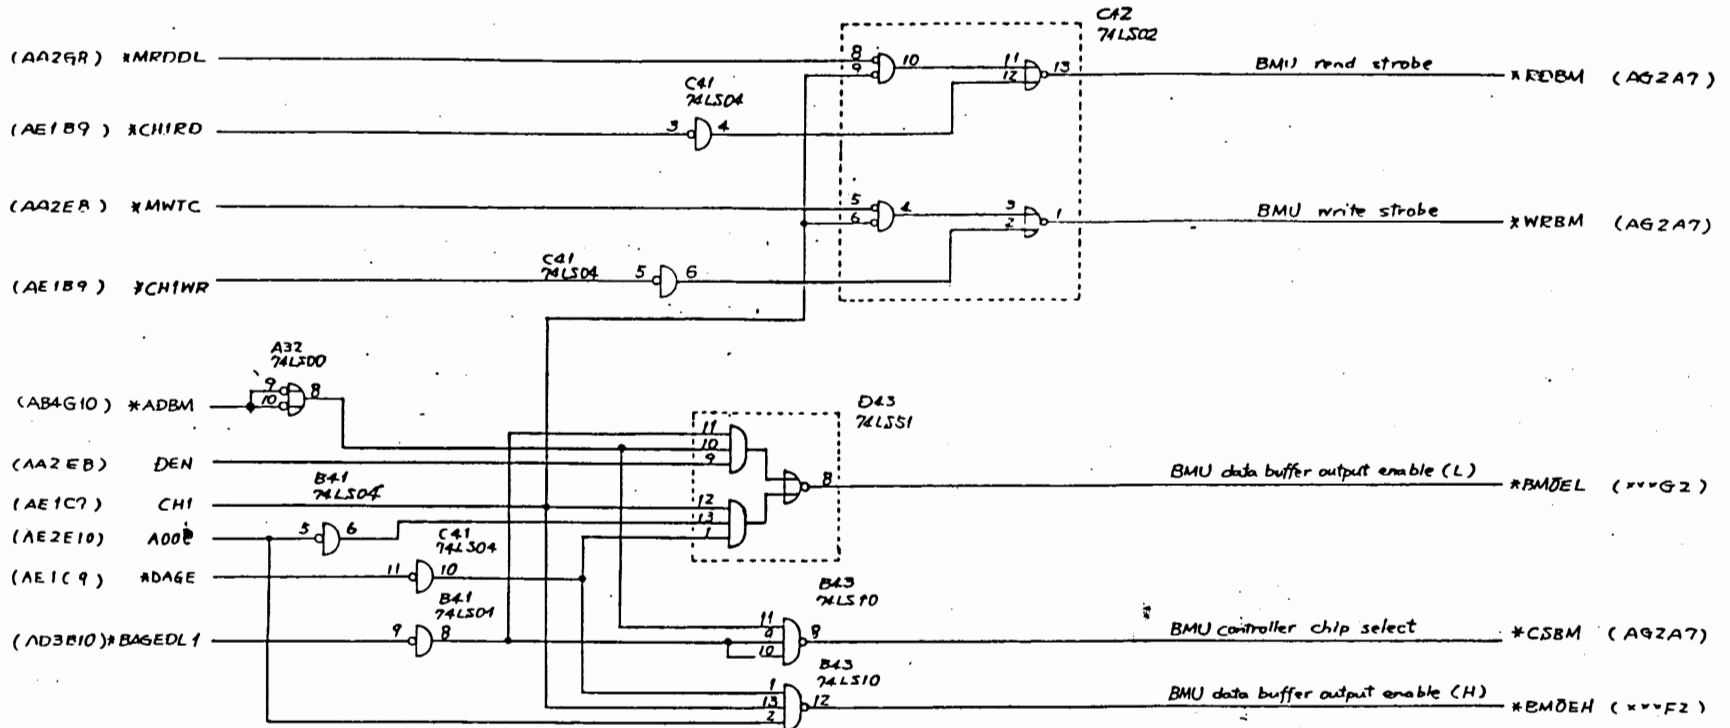 C42
74LS02
8
9
10
11
12
13
BMU read strobe
*RDBM (AG2A7)
*MRDDL
C41
74LS04
(AE1B9) *CH1RD
3
4
(AA2E8) *MWTC
5
6
4
3
2
1
BMU write strobe
*WRBM (AG2A7)
C41
74LS04
(AE1B9) *CH1WR
5
6
A32
74LS00
(AB4G10) *ADBM
9
10
8
D43
74LS51
11
10
9
(AA2E8) DEN
B41
74LS04
BMU data buffer output enable (L)
8
*BMOEL (***G2)
(AE1C7) CH1
12
13
1
(AE2E10)
5
6
C41
74LS04
(AE1C9) *DAGE
11
10
B43
74LS10
B41
74LS04
(AD3B10) *BAGEDL1
9
8
11
9
10
8
BMU controller chip select
*CSBM (AG2A7)
B43
74LS10
1
13
2
12
BMU data buffer output enable (H)
*BMOEH (***F2)